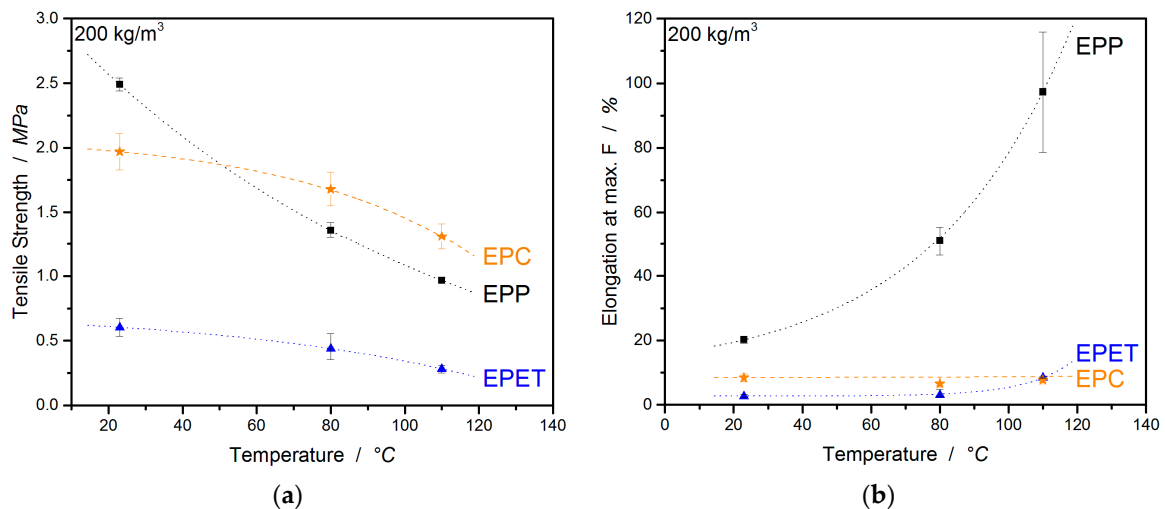 200 kg/m³
3.0
2.5
2.0
1.5
1.0
0.5
0.0
Tensile Strength / MPa
EPC
EPP
EPET
0 20 40 60 80 100 120 140
Temperature / °C
(a)
200 kg/m³
120
100
80
60
40
20
0
Elongation at max. F / %
EPP
EPET
EPC
0 20 40 60 80 100 120 140
Temperature / °C
(b)